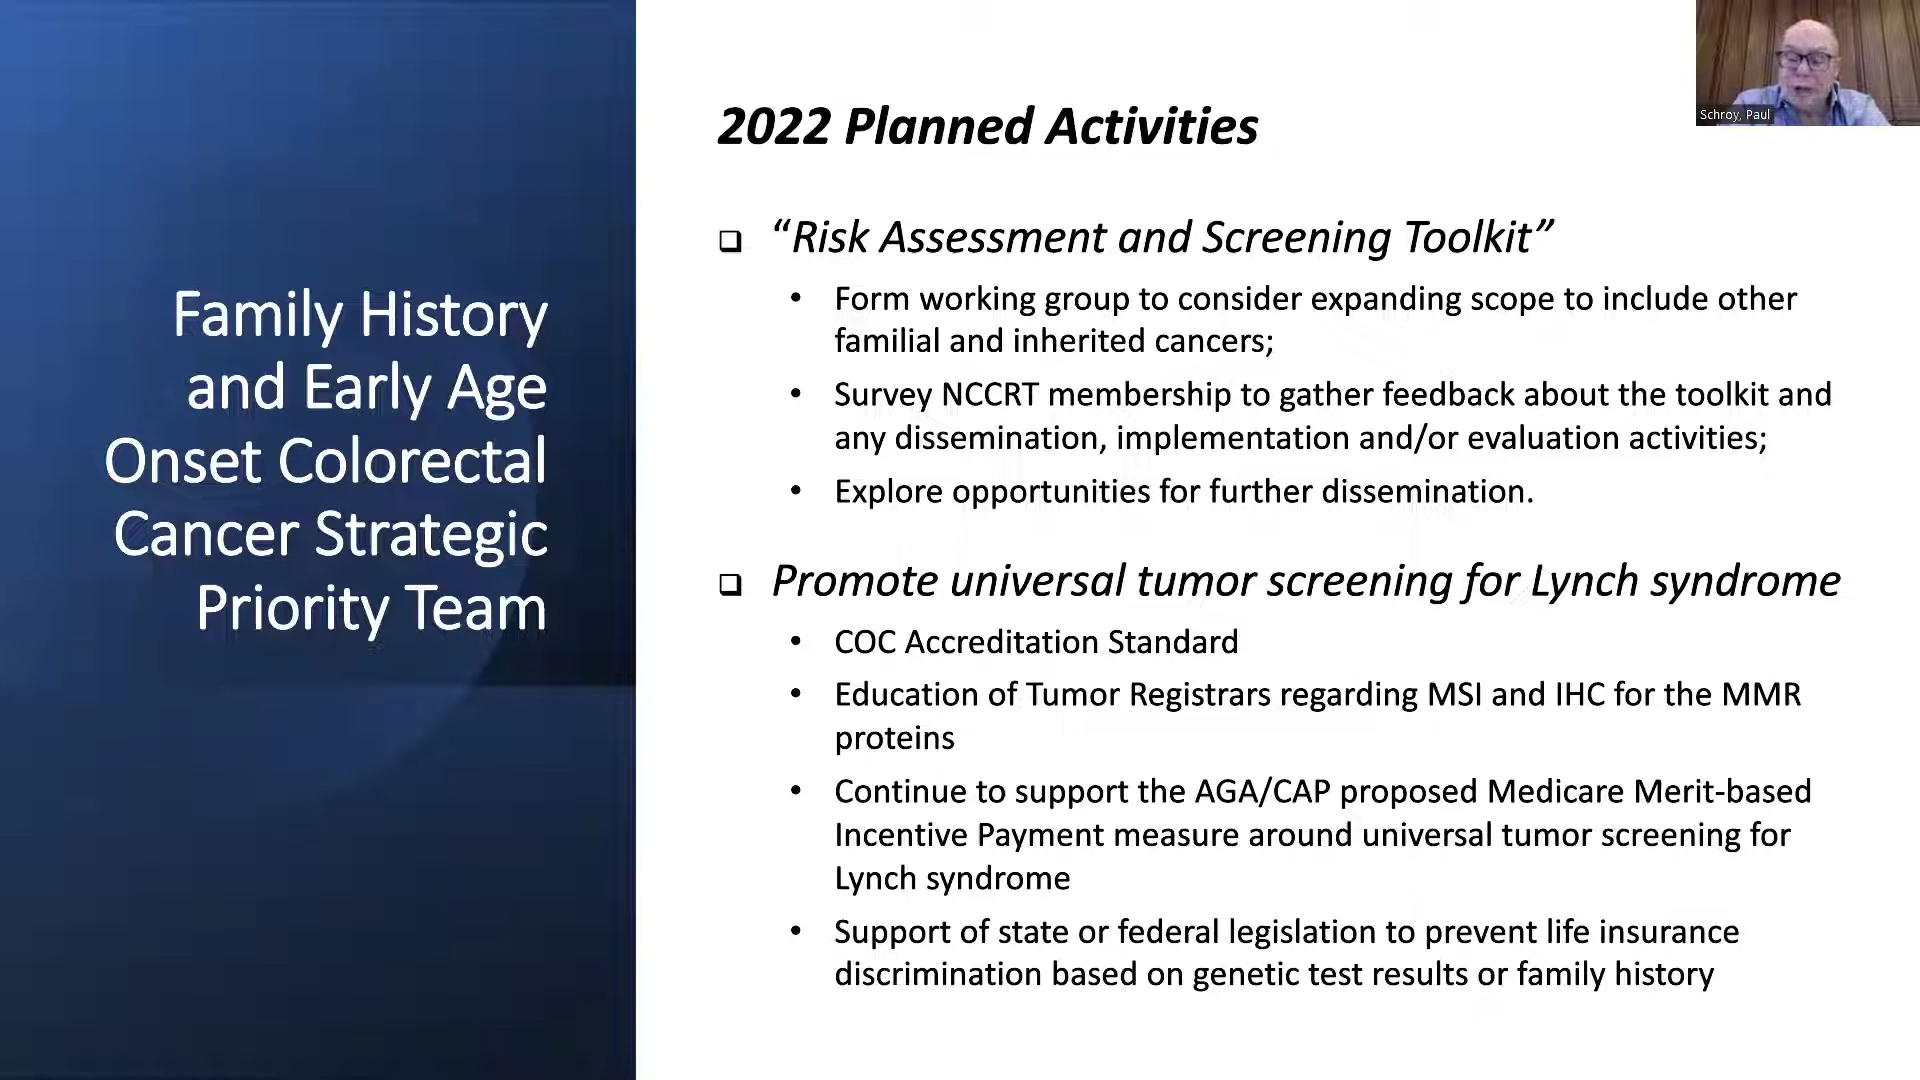 Family History
and Early Age
Onset Colorectal
Cancer Strategic
Priority Team
2022 Planned Activities
“Risk Assessment and Screening Toolkit”
• Form working group to consider expanding scope to include other
familial and inherited cancers;
• Survey NCCRT membership to gather feedback about the toolkit and
any dissemination, implementation and/or evaluation activities;
• Explore opportunities for further dissemination.
Promote universal tumor screening for Lynch syndrome
• COC Accreditation Standard
• Education of Tumor Registrars regarding MSI and IHC for the MMR
proteins
• Continue to support the AGA/CAP proposed Medicare Merit-based
Incentive Payment measure around universal tumor screening for
Lynch syndrome
• Support of state or federal legislation to prevent life insurance
discrimination based on genetic test results or family history
Schroy, Paul